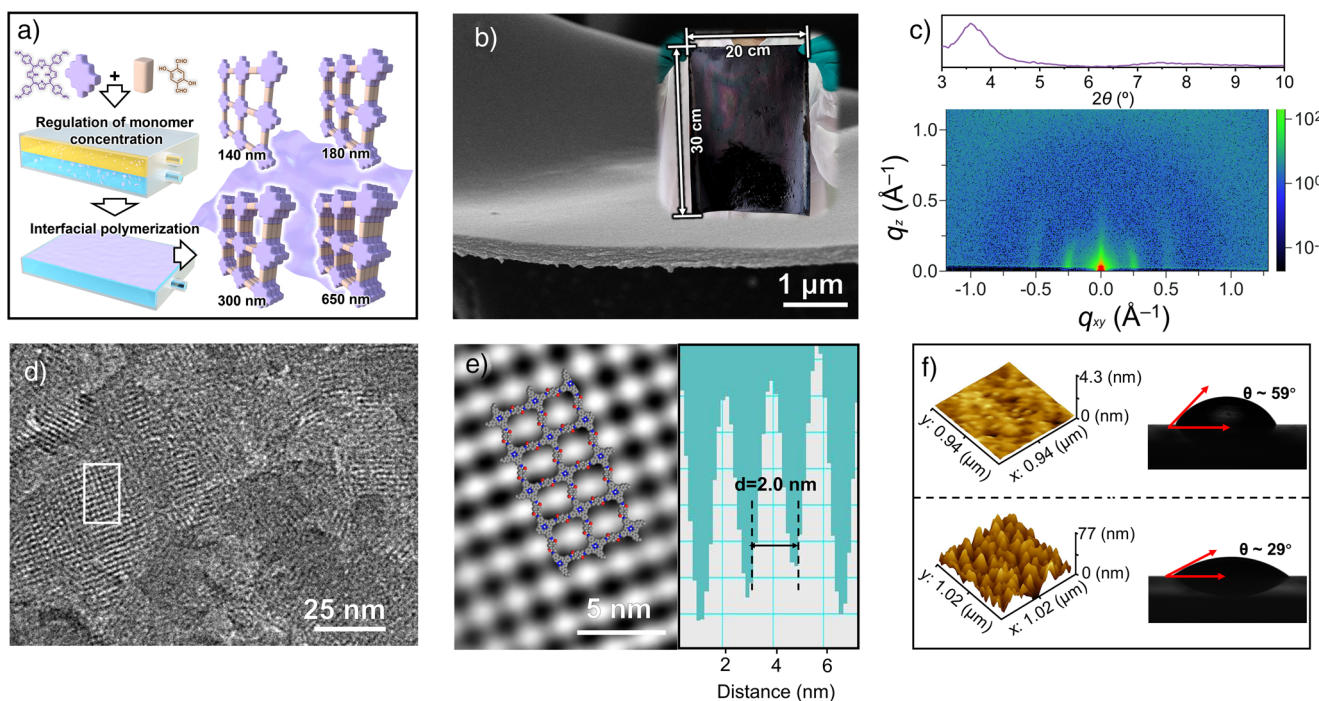 a)
+
Regulation of monomer
concentration
Interfacial polymerization
140 nm
180 nm
300 nm
650 nm
b)
20 cm
30 cm
1 µm
c)
3 4 5 6 7 8 9 10
2θ (º)
1.0
0.5
0.0
qz (Å⁻¹)
-1.0 -0.5 0.0 0.5 1.0
qxy (Å⁻¹)
10²
10⁰
d)
25 nm
e)
5 nm
d=2.0 nm
2 4 6
Distance (nm)
f)
4.3 (nm)
0 (nm)
y: 0.94 (µm)
x: 0.94 (µm)
θ ~ 59°
77 (nm)
0 (nm)
y: 1.02 (µm)
x: 1.02 (µm)
θ ~ 29°